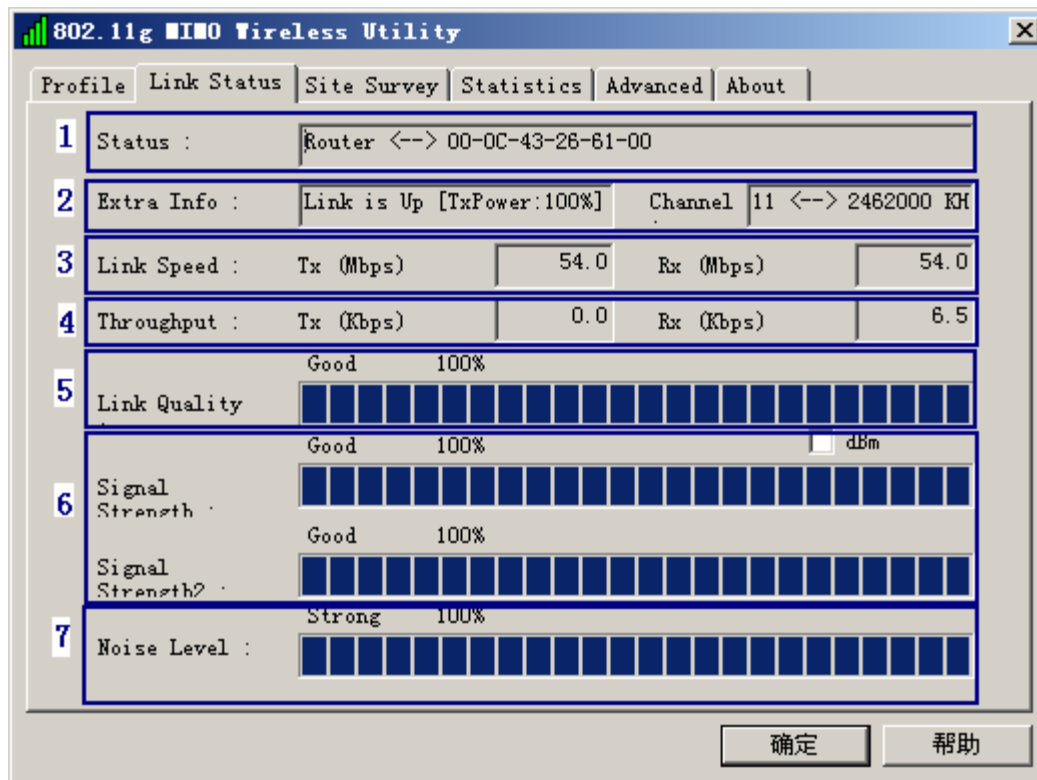 802.11g MIMO Wireless Utility
Profile Link Status Site Survey Statistics Advanced About
1 Status : Router <--> 00-0C-43-26-61-00
2 Extra Info : Link is Up [TxPower:100%] Channel 11 <--> 2462000 KH
3 Link Speed : Tx (Mbps) 54.0 Rx (Mbps) 54.0
4 Throughput : Tx (Kbps) 0.0 Rx (Kbps) 6.5
Good 100%
5 Link Quality
Good 100% dBm
6 Signal
Strength :
Good 100%
Signal
Strength2 :
Strong 100%
7 Noise Level :
确定 帮助